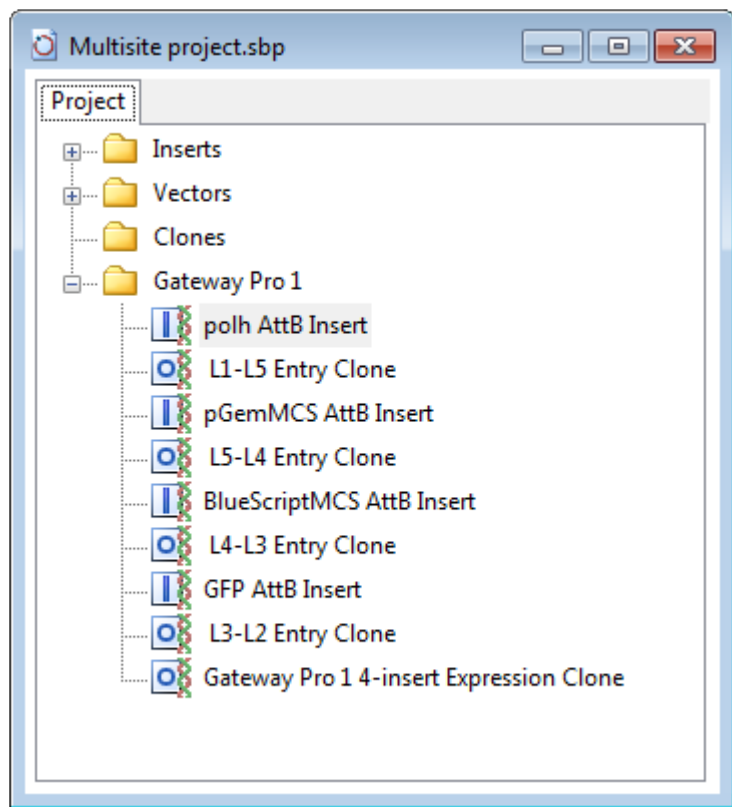 Multisite project.sbp
Project
Inserts
Vectors
Clones
Gateway Pro 1
polh AttB Insert
L1-L5 Entry Clone
pGemMCS AttB Insert
L5-L4 Entry Clone
BlueScriptMCS AttB Insert
L4-L3 Entry Clone
GFP AttB Insert
L3-L2 Entry Clone
Gateway Pro 1 4-insert Expression Clone